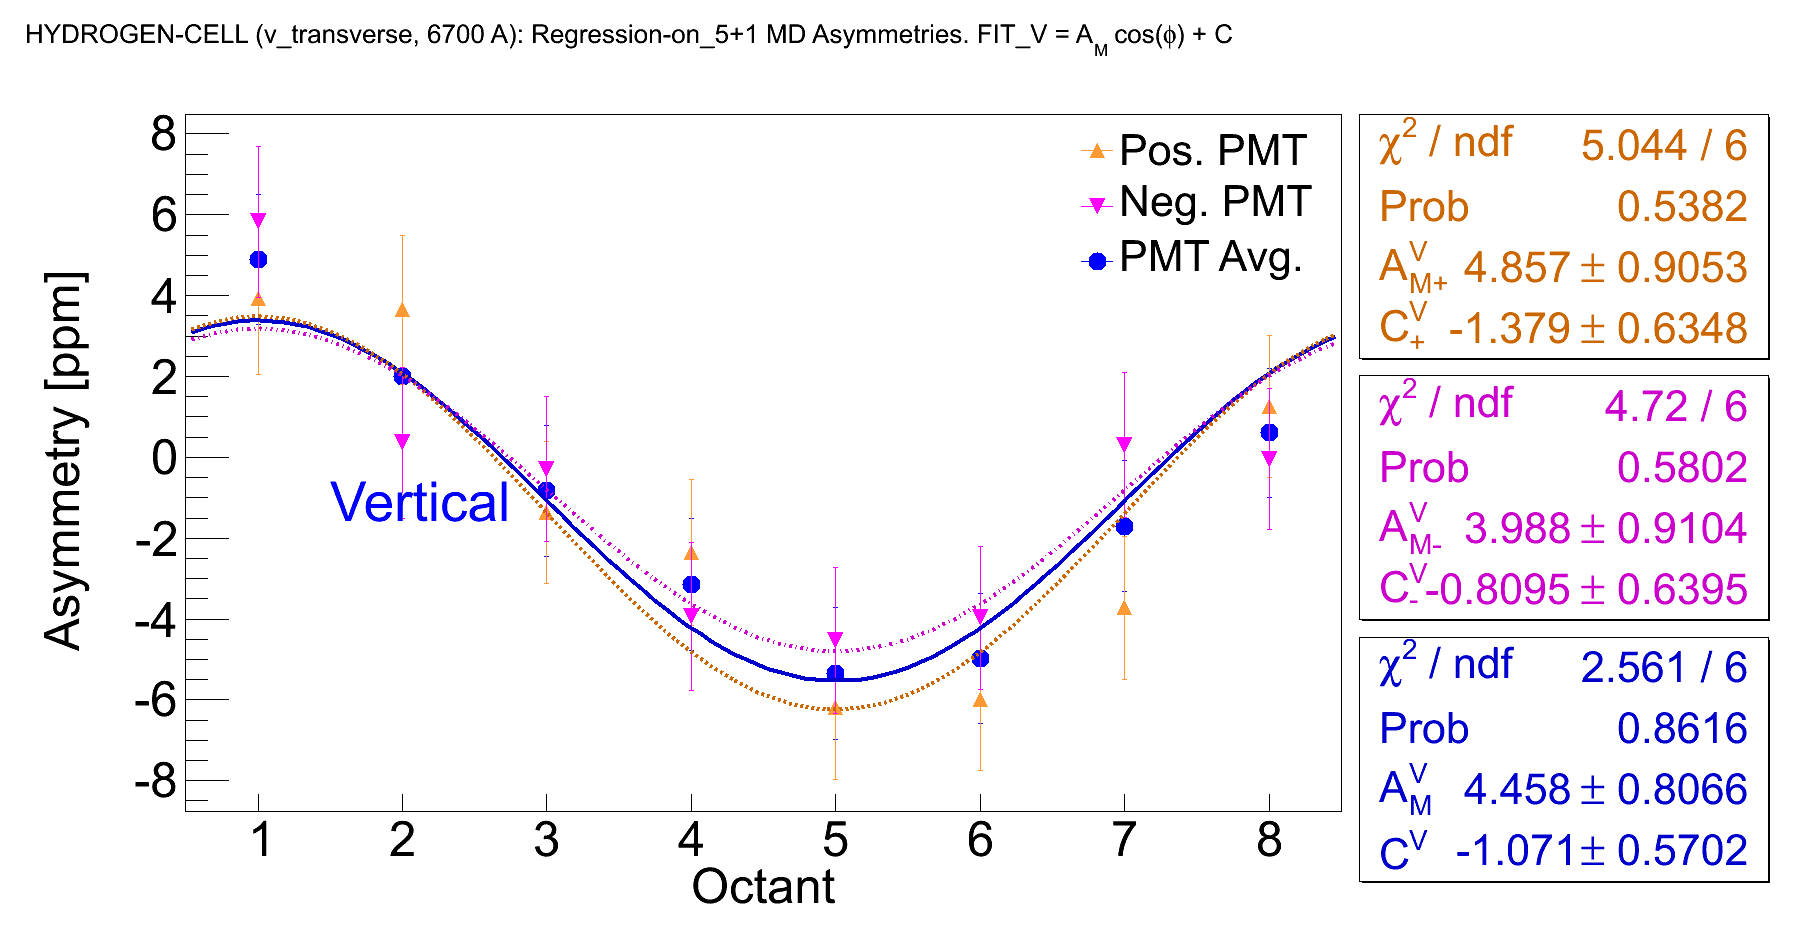 HYDROGEN-CELL (v_transverse, 6700 A): Regression-on_5+1 MD Asymmetries. FIT_V = A_M cos(ϕ) + C
Asymmetry [ppm]
8
6
4
2
0
-2
-4
-6
-8
Pos. PMT
Neg. PMT
PMT Avg.
Vertical
1 2 3 4 5 6 7 8
Octant
χ² / ndf 5.044 / 6
Prob 0.5382
A^V_M+ 4.857 ± 0.9053
C^V_+ -1.379 ± 0.6348
χ² / ndf 4.72 / 6
Prob 0.5802
A^V_M- 3.988 ± 0.9104
C^V_- -0.8095 ± 0.6395
χ² / ndf 2.561 / 6
Prob 0.8616
A^V_M 4.458 ± 0.8066
C^V -1.071 ± 0.5702